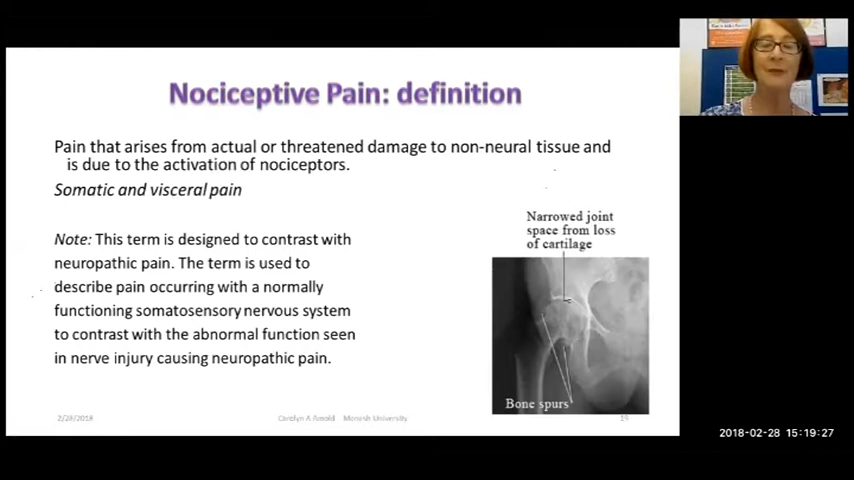 Nociceptive Pain: definition
Pain that arises from actual or threatened damage to non-neural tissue and
is due to the activation of nociceptors.
Somatic and visceral pain
Note: This term is designed to contrast with
neuropathic pain. The term is used to
describe pain occurring with a normally
functioning somatosensory nervous system
to contrast with the abnormal function seen
in nerve injury causing neuropathic pain.
Narrowed joint
space from loss
of cartilage
Bone spurs
2/28/2018
Carolyn A Arnold Monash University
15
2018-02-28 15:19:27